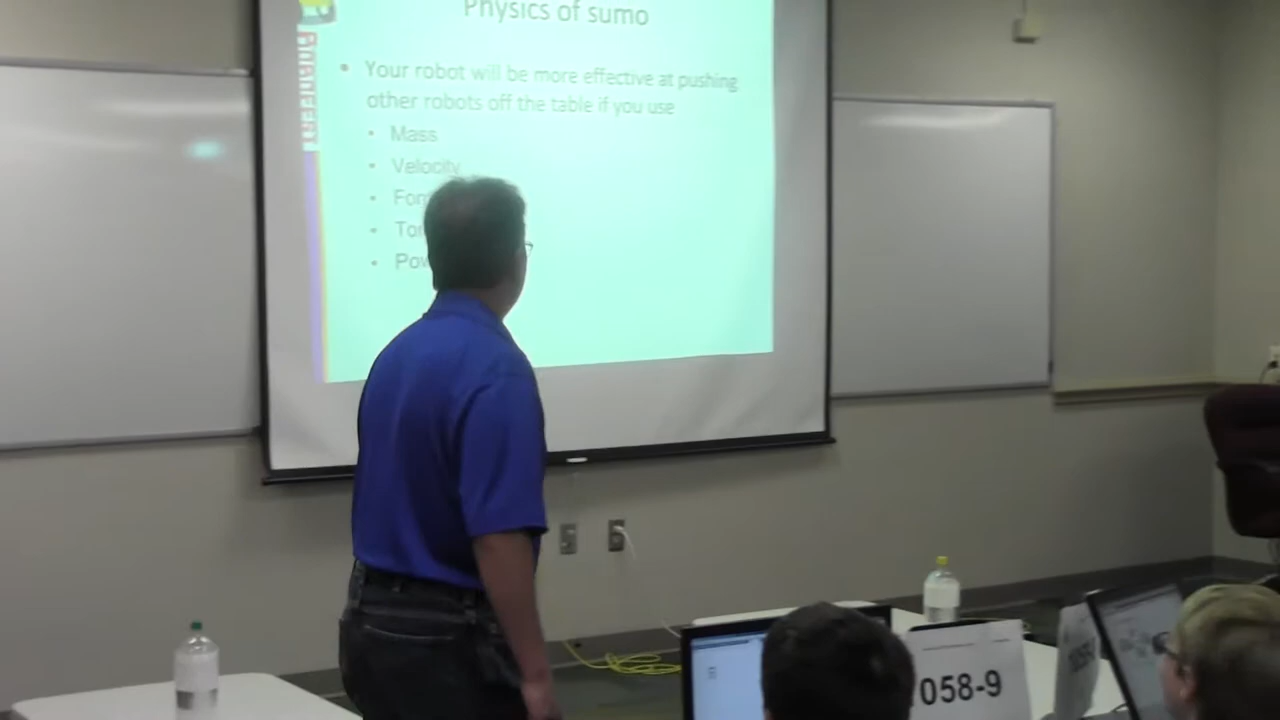 Physics of sumo
• Your robot will be more effective at pushing
other robots off the table if you use
• Mass
• Velocity
•
•
•
058-9